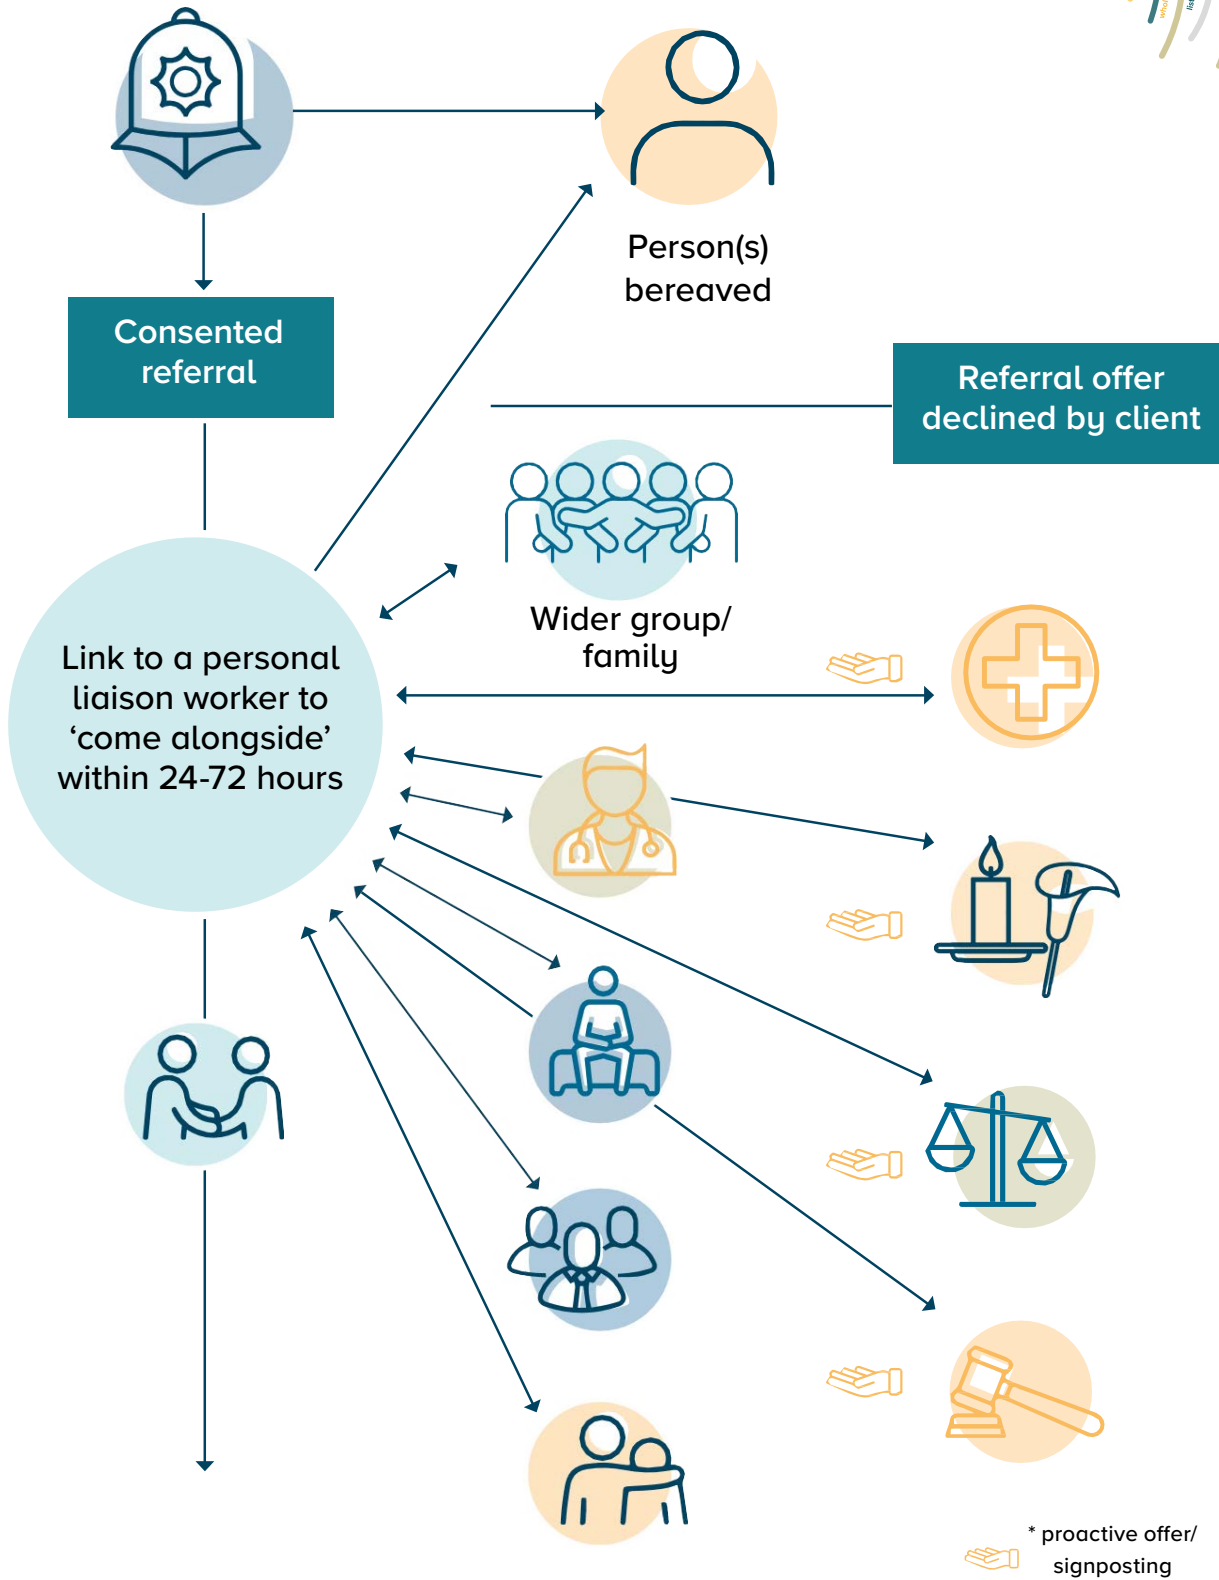 Person(s)
bereaved
Consented
referral
Referral offer
declined by client
Wider group/
family
Link to a personal
liaison worker to
‘come alongside’
within 24-72 hours
* proactive offer/
signposting